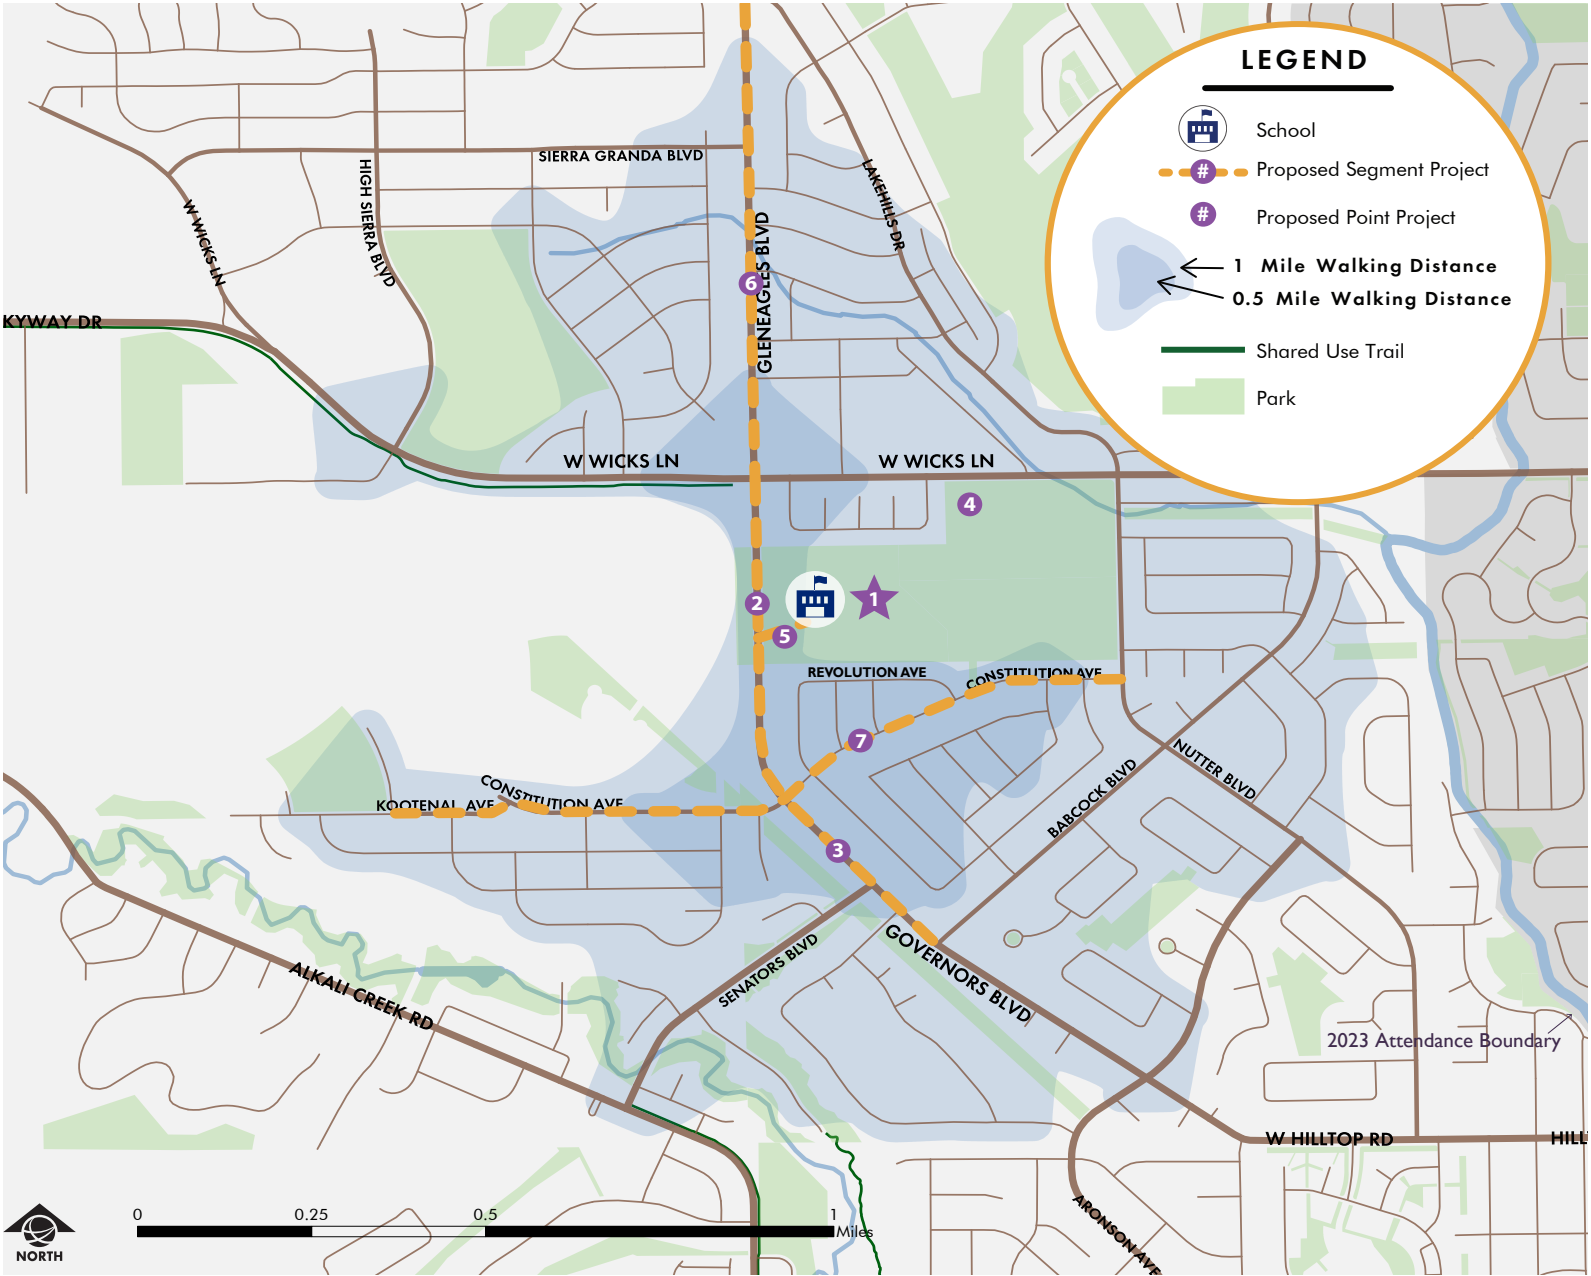 LEGEND
School
# Proposed Segment Project
# Proposed Point Project
1 Mile Walking Distance
0.5 Mile Walking Distance
Shared Use Trail
Park
SIERRA GRANDA BLVD
HIGH SIERRA BLVD
W WICKS LN
LAKEHILLS DR
GLENEAGLES BLVD
6
KYWAY DR
W WICKS LN
W WICKS LN
4
2
1
5
REVOLUTION AVE
CONSTITUTION AVE
7
NUTTER BLVD
BABCOCK BLVD
KOOTENAI AVE
CONSTITUTION AVE
3
SENATORS BLVD
GOVERNORS BLVD
ALKALI CREEK RD
2023 Attendance Boundary
W HILLTOP RD
HILL
ARONSON AVE
0 0.25 0.5 1
Miles
NORTH